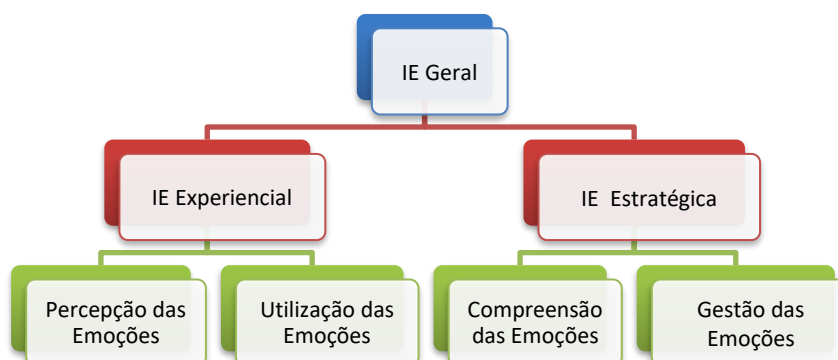 IE Geral
IE Experiencial
IE Estratégica
Percepção das
Emoções
Utilização das
Emoções
Compreensão
das Emoções
Gestão das
Emoções